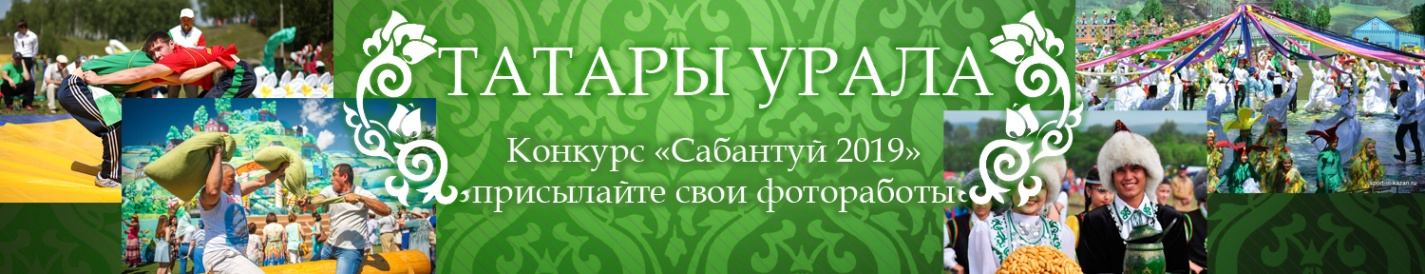 ТАТАРЫ УРАЛА
Конкурс «Сабантуй 2019»
присылайте свои фотоработы